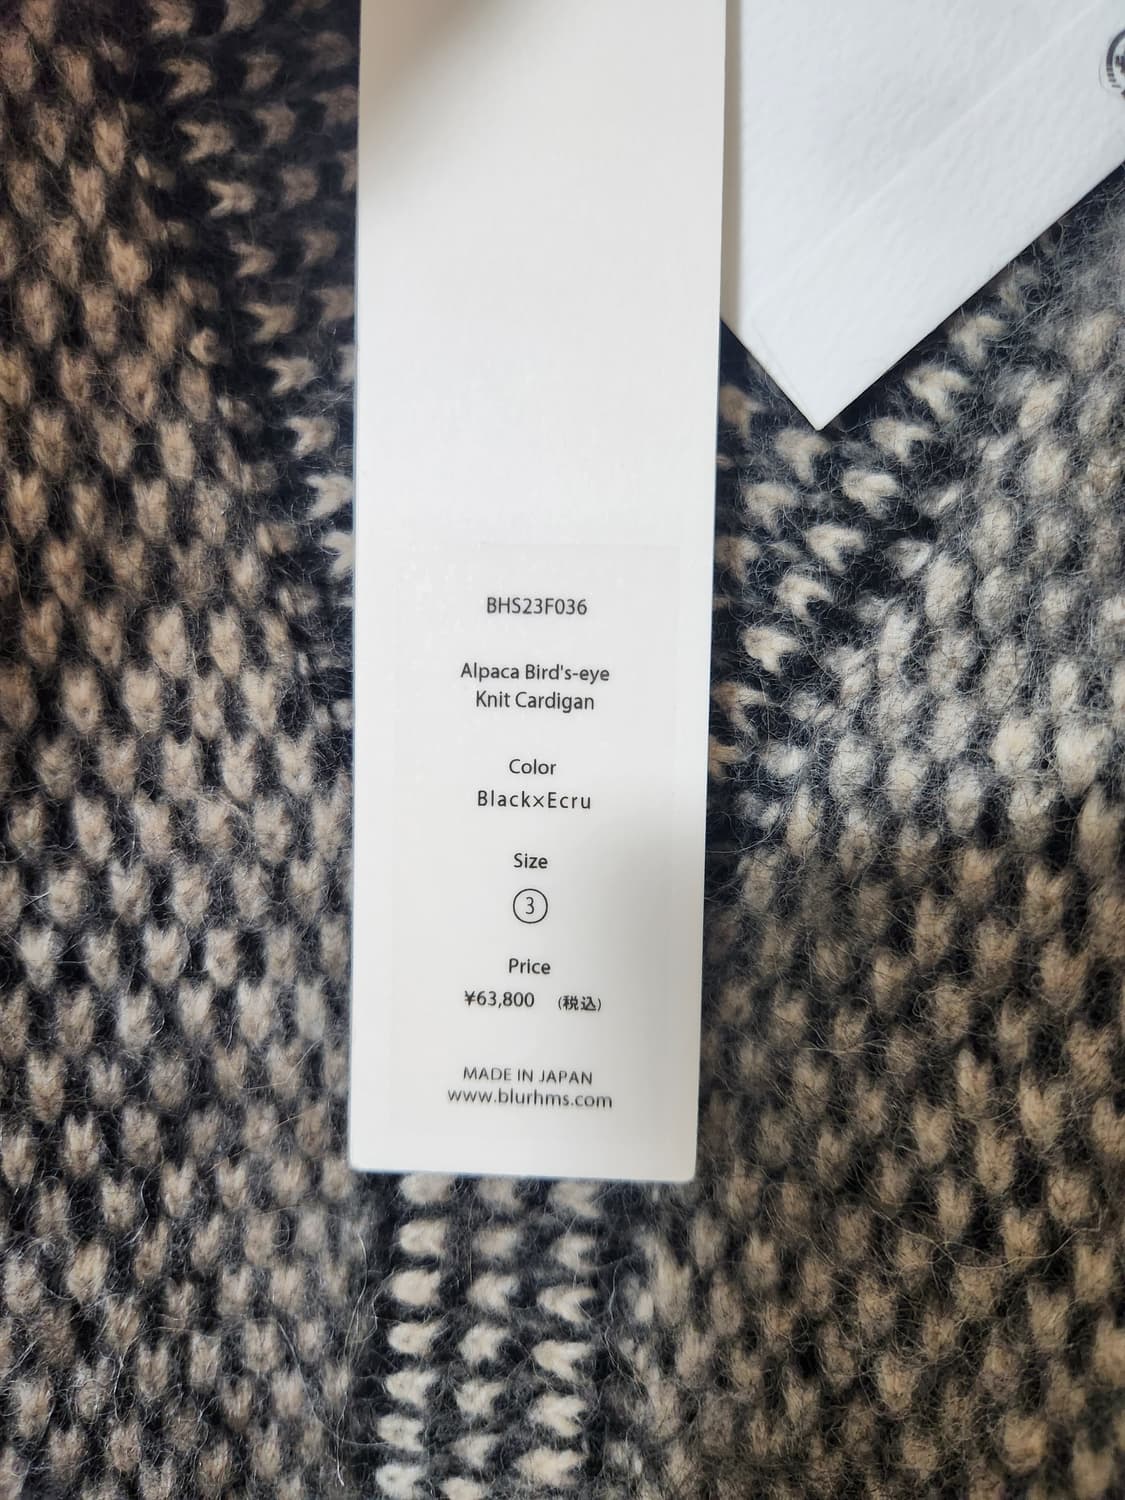 BHS23F036
Alpaca Bird's-eye
Knit Cardigan
Color
Black×Ecru
Size
③
Price
¥63,800 (税込)
MADE IN JAPAN
www.blurhms.com